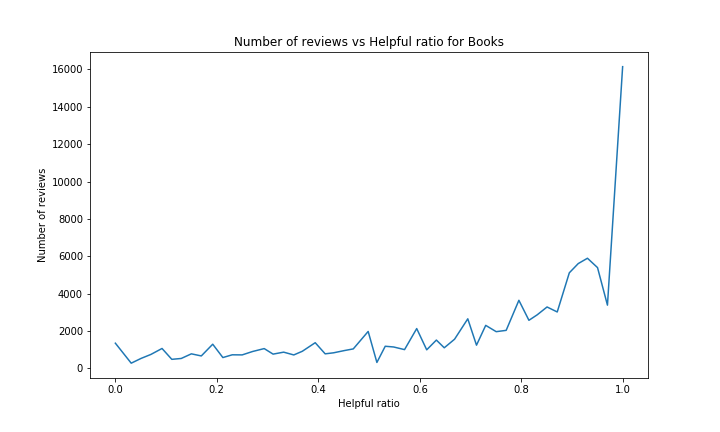 Number of reviews vs Helpful ratio for Books
16000
14000
12000
10000
8000
6000
4000
2000
0
Number of reviews
0.0 0.2 0.4 0.6 0.8 1.0
Helpful ratio